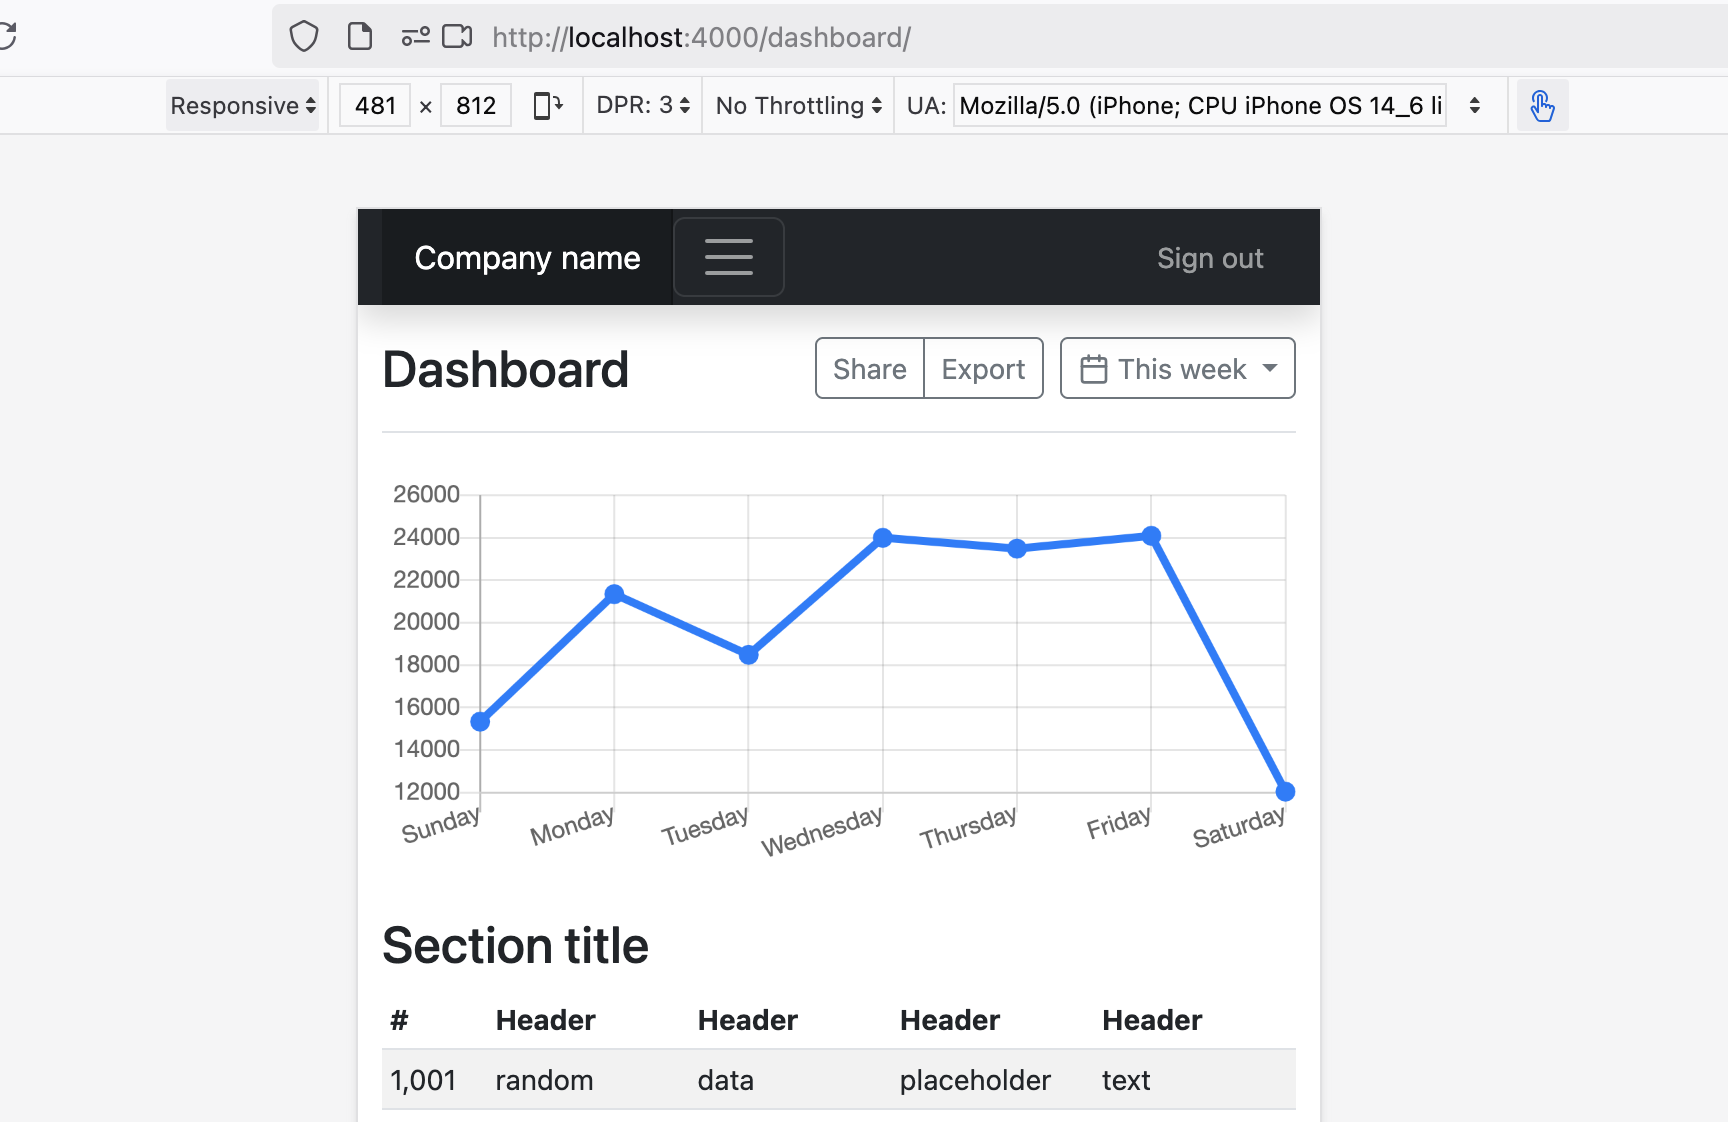 http://localhost:4000/dashboard/
Responsive 481 × 812 DPR: 3 No Throttling UA: Mozilla/5.0 (iPhone; CPU iPhone OS 14_6 li
Company name Sign out
Dashboard Share Export This week
26000
24000
22000
20000
18000
16000
14000
12000
Sunday Monday Tuesday Wednesday Thursday Friday Saturday
Section title
# Header Header Header Header
1,001 random data placeholder text